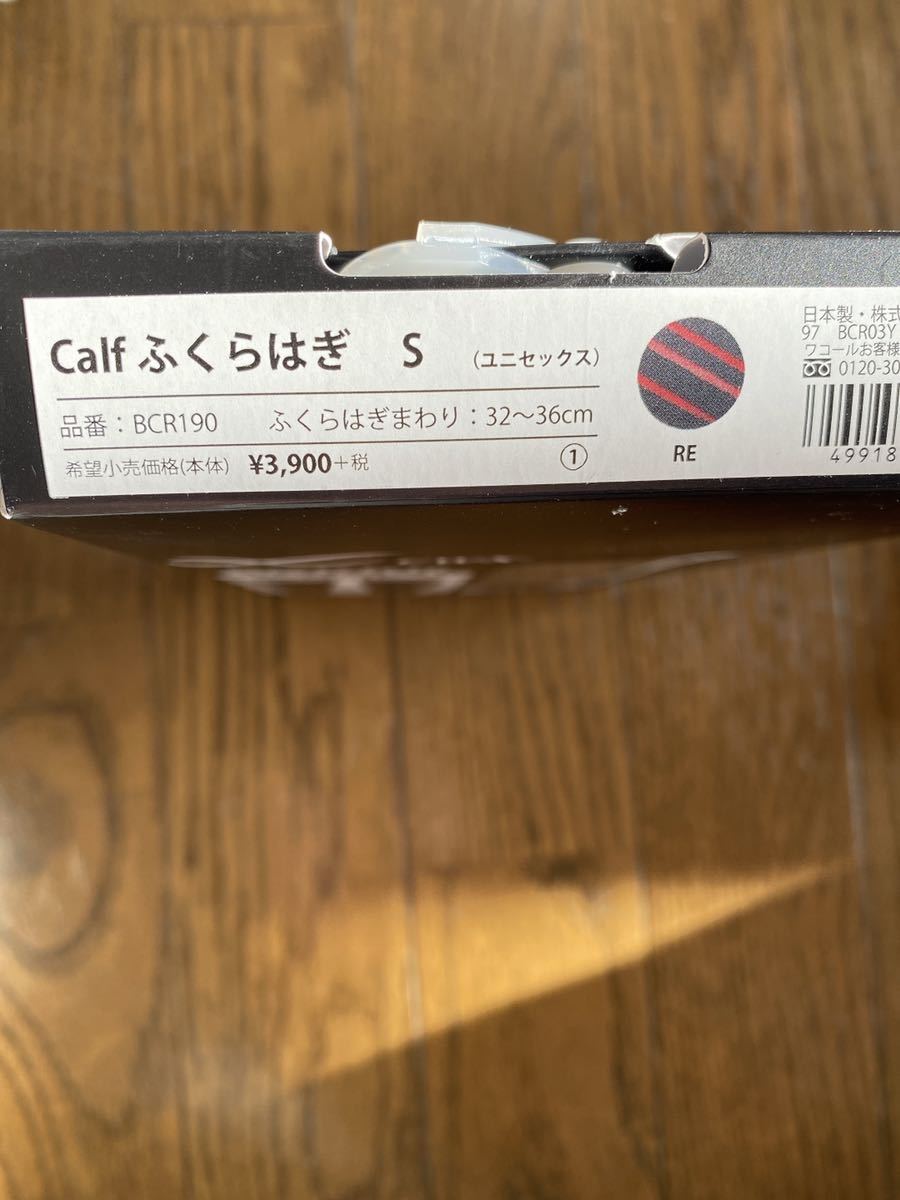 Calf ふくらはぎ S (ユニセックス)
品番：BCR190 ふくらはぎまわり：32〜36cm
希望小売価格(本体) ¥3,900+税 ①
RE
日本製・株式
97 BCR03Y
ワコールお客様
0120-30
49918